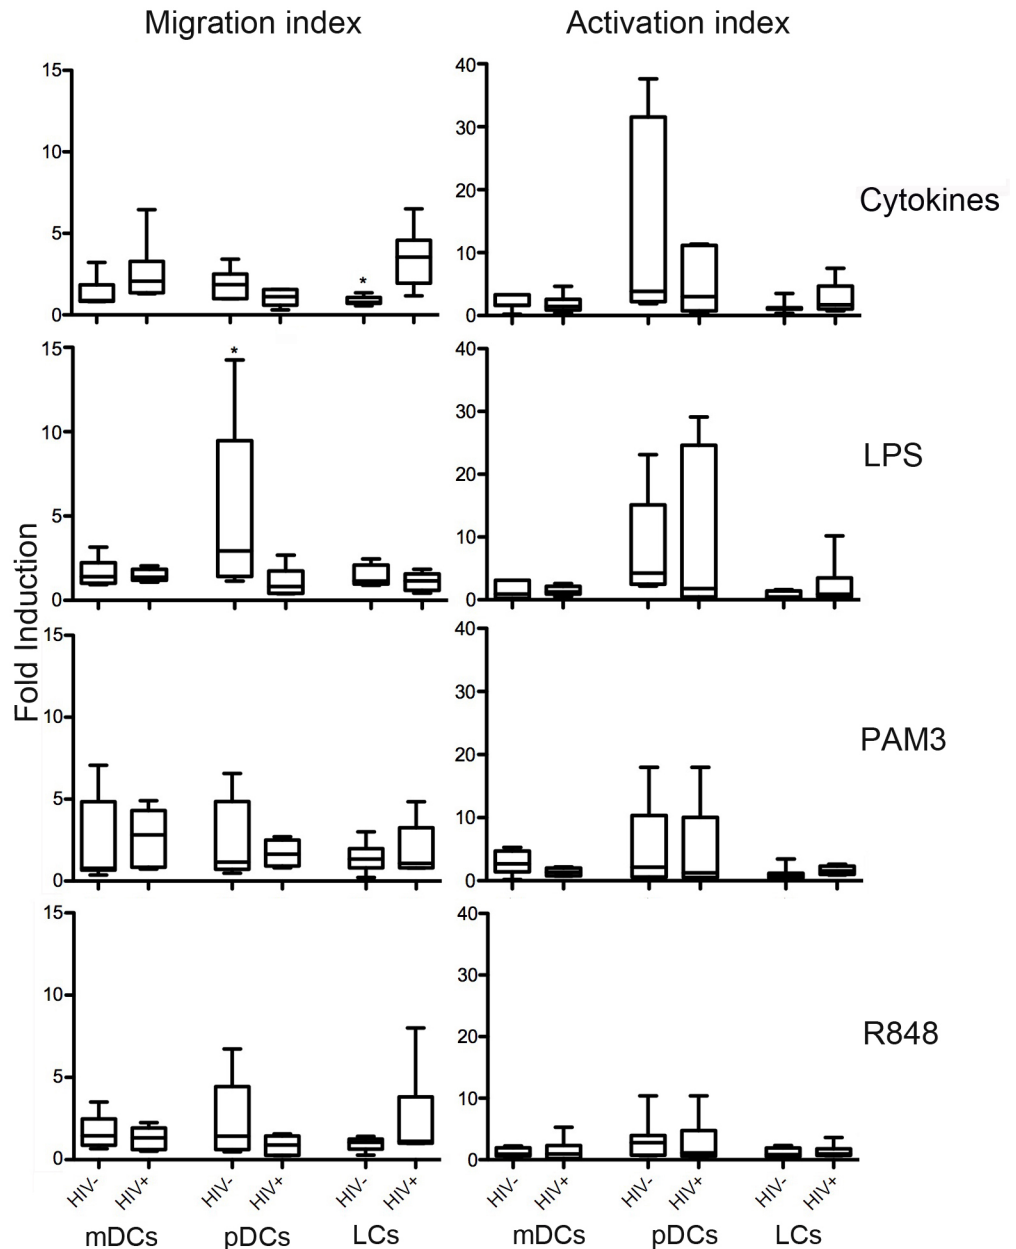 Migration index
Activation index
15
10
5
0
*
40
30
20
10
0
Cytokines
15
10
5
0
*
40
30
20
10
0
LPS
Fold Induction
15
10
5
0
40
30
20
10
0
PAM3
15
10
5
0
40
30
20
10
0
R848
HIV-
HIV+
HIV-
HIV+
HIV-
HIV+
HIV-
HIV+
HIV-
HIV+
HIV-
HIV+
mDCs
pDCs
LCs
mDCs
pDCs
LCs